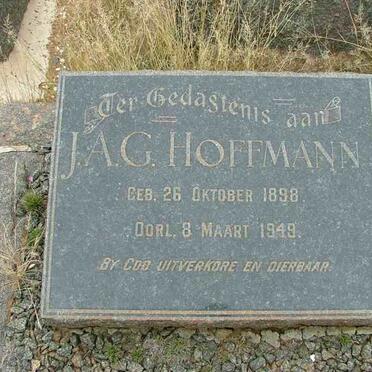 Ter Gedagtenis aan
J.A.G. HOFFMANN
GEB. 26 OKTOBER 1898.
OORL. 8 MAART 1949.
BY GOD UITVERKORE EN DIERBAAR.